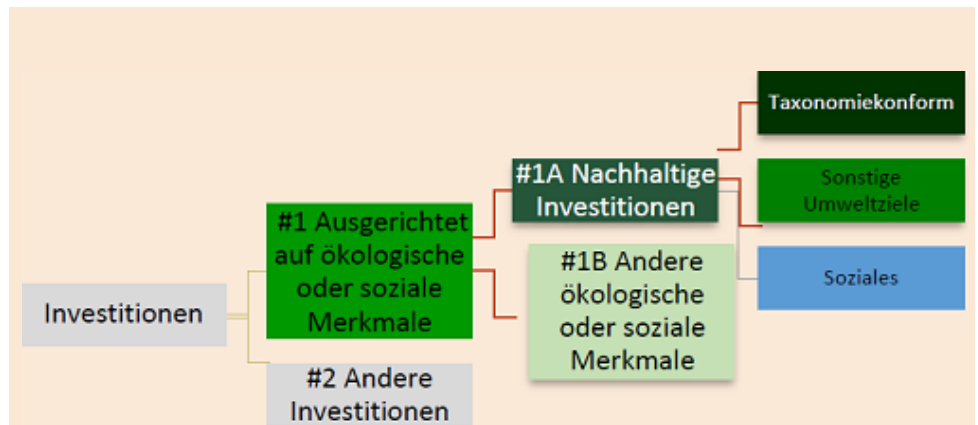 Investitionen
#1 Ausgerichtet
auf ökologische
oder soziale
Merkmale
#2 Andere
Investitionen
#1A Nachhaltige
Investitionen
#1B Andere
ökologische
oder soziale
Merkmale
Taxonomiekonform
Sonstige
Umweltziele
Soziales